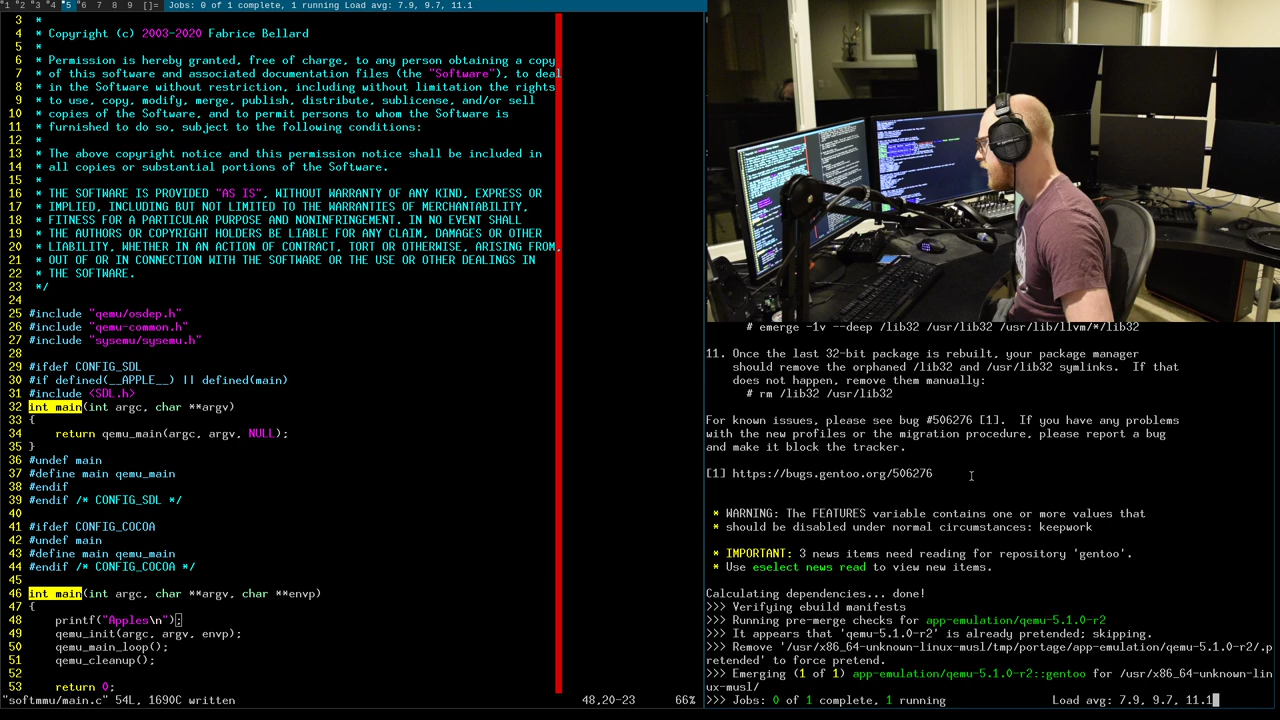 1 2 3 4 5 6 7 8 9 []= Jobs: 0 of 1 complete, 1 running Load avg: 7.9, 9.7, 11.1
3 *
4 * Copyright (c) 2003-2020 Fabrice Bellard
5 *
6 * Permission is hereby granted, free of charge, to any person obtaining a copy
7 * of this software and associated documentation files (the "Software"), to deal
8 * in the Software without restriction, including without limitation the rights
9 * to use, copy, modify, merge, publish, distribute, sublicense, and/or sell
10 * copies of the Software, and to permit persons to whom the Software is
11 * furnished to do so, subject to the following conditions:
12 *
13 * The above copyright notice and this permission notice shall be included in
14 * all copies or substantial portions of the Software.
15 *
16 * THE SOFTWARE IS PROVIDED "AS IS", WITHOUT WARRANTY OF ANY KIND, EXPRESS OR
17 * IMPLIED, INCLUDING BUT NOT LIMITED TO THE WARRANTIES OF MERCHANTABILITY,
18 * FITNESS FOR A PARTICULAR PURPOSE AND NONINFRINGEMENT. IN NO EVENT SHALL
19 * THE AUTHORS OR COPYRIGHT HOLDERS BE LIABLE FOR ANY CLAIM, DAMAGES OR OTHER
20 * LIABILITY, WHETHER IN AN ACTION OF CONTRACT, TORT OR OTHERWISE, ARISING FROM,
21 * OUT OF OR IN CONNECTION WITH THE SOFTWARE OR THE USE OR OTHER DEALINGS IN
22 * THE SOFTWARE.
23 */
24
25 #include "qemu/osdep.h"
26 #include "qemu-common.h"
27 #include "sysemu/sysemu.h"
28
29 #ifdef CONFIG_SDL
30 #if defined(__APPLE__) || defined(main)
31 #include <SDL.h>
32 int main(int argc, char **argv)
33 {
34     return qemu_main(argc, argv, NULL);
35 }
36 #undef main
37 #define main qemu_main
38 #endif
39 #endif /* CONFIG_SDL */
40
41 #ifdef CONFIG_COCOA
42 #undef main
43 #define main qemu_main
44 #endif /* CONFIG_COCOA */
45
46 int main(int argc, char **argv, char **envp)
47 {
48     printf("Apples\n");
49     qemu_init(argc, argv, envp);
50     qemu_main_loop();
51     qemu_cleanup();
52
53     return 0;
"softmmu/main.c" 54L, 1690C written 48,20-23 66%
# emerge -1v --deep /lib32 /usr/lib32 /usr/lib/llvm/*/lib32
11. Once the last 32-bit package is rebuilt, your package manager
should remove the orphaned /lib32 and /usr/lib32 symlinks. If that
does not happen, remove them manually:
# rm /lib32 /usr/lib32
For known issues, please see bug #506276 [1]. If you have any problems
with the new profiles or the migration procedure, please report a bug
and make it block the tracker.
[1] https://bugs.gentoo.org/506276
* WARNING: The FEATURES variable contains one or more values that
* should be disabled under normal circumstances: keepwork
* IMPORTANT: 3 news items need reading for repository 'gentoo'.
* Use eselect news read to view new items.
Calculating dependencies... done!
>>> Verifying ebuild manifests
>>> Running pre-merge checks for app-emulation/qemu-5.1.0-r2
>>> It appears that 'qemu-5.1.0-r2' is already pretended; skipping.
>>> Remove '/usr/x86_64-unknown-linux-musl/tmp/portage/app-emulation/qemu-5.1.0-r2/.p
retended' to force pretend.
>>> Emerging (1 of 1) app-emulation/qemu-5.1.0-r2::gentoo for /usr/x86_64-unknown-lin
ux-musl/
>>> Jobs: 0 of 1 complete, 1 running Load avg: 7.9, 9.7, 11.1